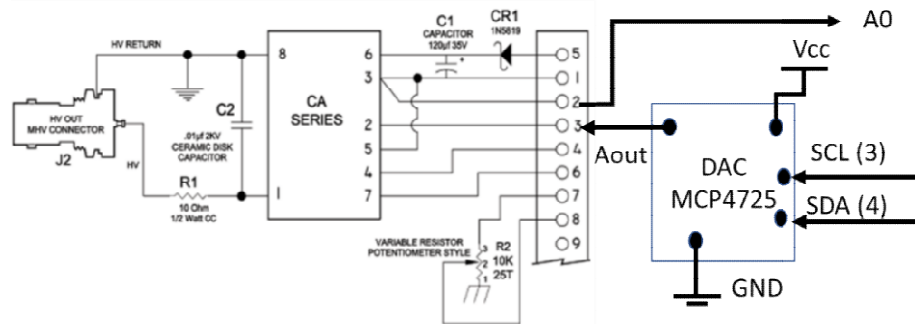 HV RETURN
HV OUT
MHV CONNECTOR
J2
HV
C2
.01µf 2KV
CERAMIC DISK
CAPACITOR
R1
10 Ohm
1/2 Watt CC
8
1
CA
SERIES
6
3
2
5
4
7
C1
CAPACITOR
120µf 35V
+
CR1
1N5819
5
1
2
3
4
6
7
8
9
VARIABLE RESISTOR
POTENTIOMETER STYLE
3
2
1
R2
10K
25T
A0
Vcc
Aout
DAC
MCP4725
SCL (3)
SDA (4)
GND